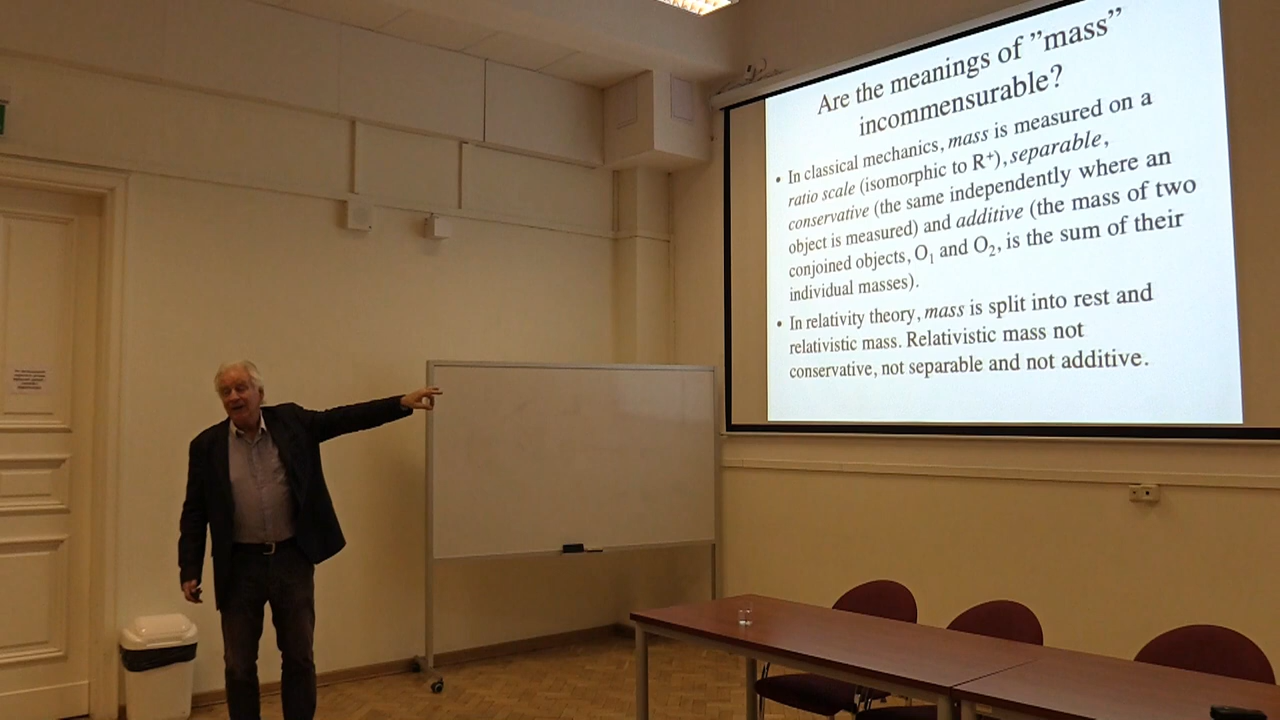 Are the meanings of ”mass”
incommensurable?
• In classical mechanics, mass is measured on a
ratio scale (isomorphic to R⁺), separable,
conservative (the same independently where an
object is measured) and additive (the mass of two
conjoined objects, O₁ and O₂, is the sum of their
individual masses).
• In relativity theory, mass is split into rest and
relativistic mass. Relativistic mass not
conservative, not separable and not additive.